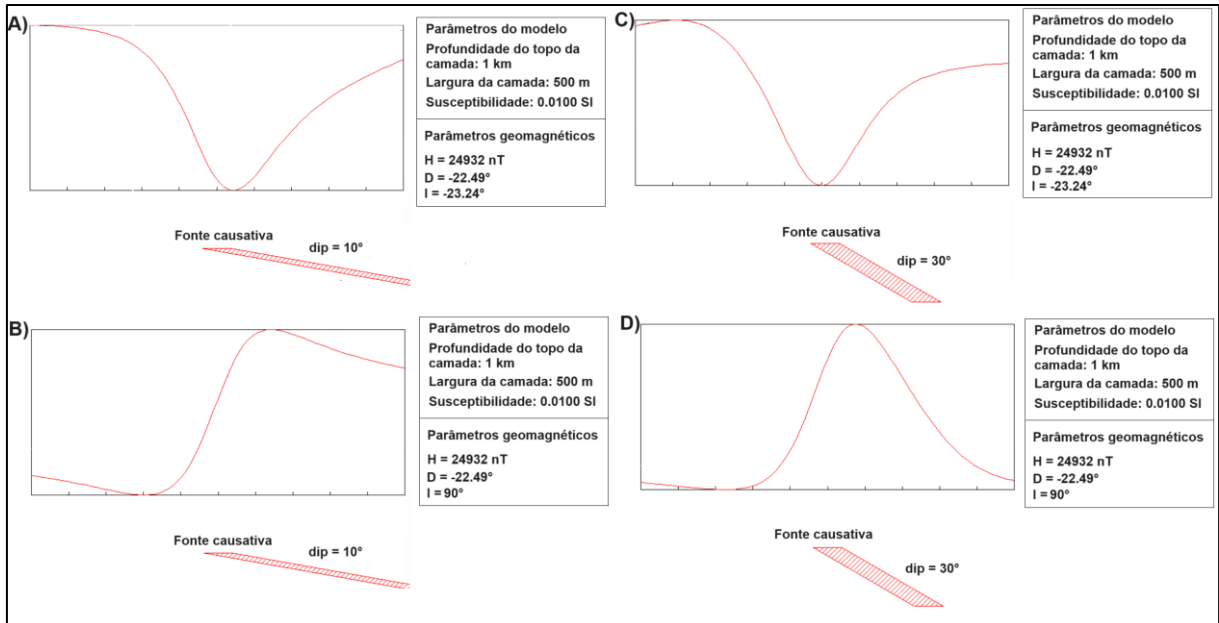 A)
Parâmetros do modelo
Profundidade do topo da
camada: 1 km
Largura da camada: 500 m
Susceptibilidade: 0.0100 SI
Parâmetros geomagnéticos
H = 24932 nT
D = -22.49°
I = -23.24°
Fonte causativa
dip = 10°
C)
Parâmetros do modelo
Profundidade do topo da
camada: 1 km
Largura da camada: 500 m
Susceptibilidade: 0.0100 SI
Parâmetros geomagnéticos
H = 24932 nT
D = -22.49°
I = -23.24°
Fonte causativa
dip = 30°
B)
Parâmetros do modelo
Profundidade do topo da
camada: 1 km
Largura da camada: 500 m
Susceptibilidade: 0.0100 SI
Parâmetros geomagnéticos
H = 24932 nT
D = -22.49°
I = 90°
Fonte causativa
dip = 10°
D)
Parâmetros do modelo
Profundidade do topo da
camada: 1 km
Largura da camada: 500 m
Susceptibilidade: 0.0100 SI
Parâmetros geomagnéticos
H = 24932 nT
D = -22.49°
I = 90°
Fonte causativa
dip = 30°